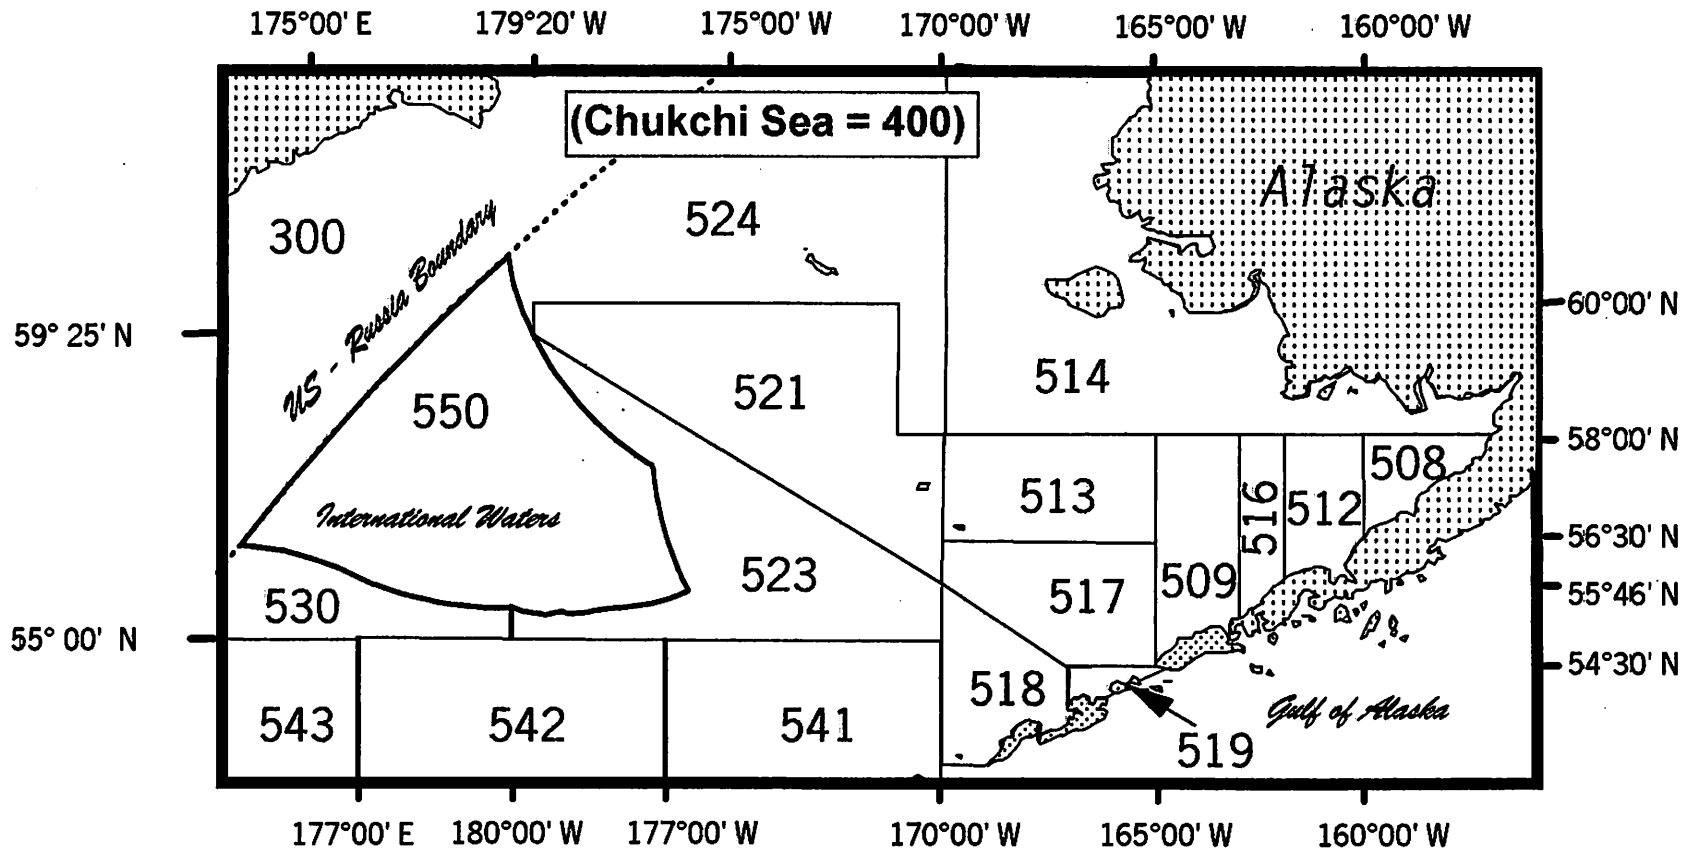 175°00' E 179°20' W 175°00' W 170°00' W 165°00' W 160°00' W
(Chukchi Sea = 400)
Alaska
524
300
US - Russia Boundary
60°00' N
59° 25' N
514
521
550
58°00' N
508
513
516
512
International Waters
56°30' N
523
509
517
55°46' N
530
55° 00' N
54°30' N
518
543
542
541
Gulf of Alaska
519
177°00' E 180°00' W 177°00' W 170°00' W 165°00' W 160°00' W